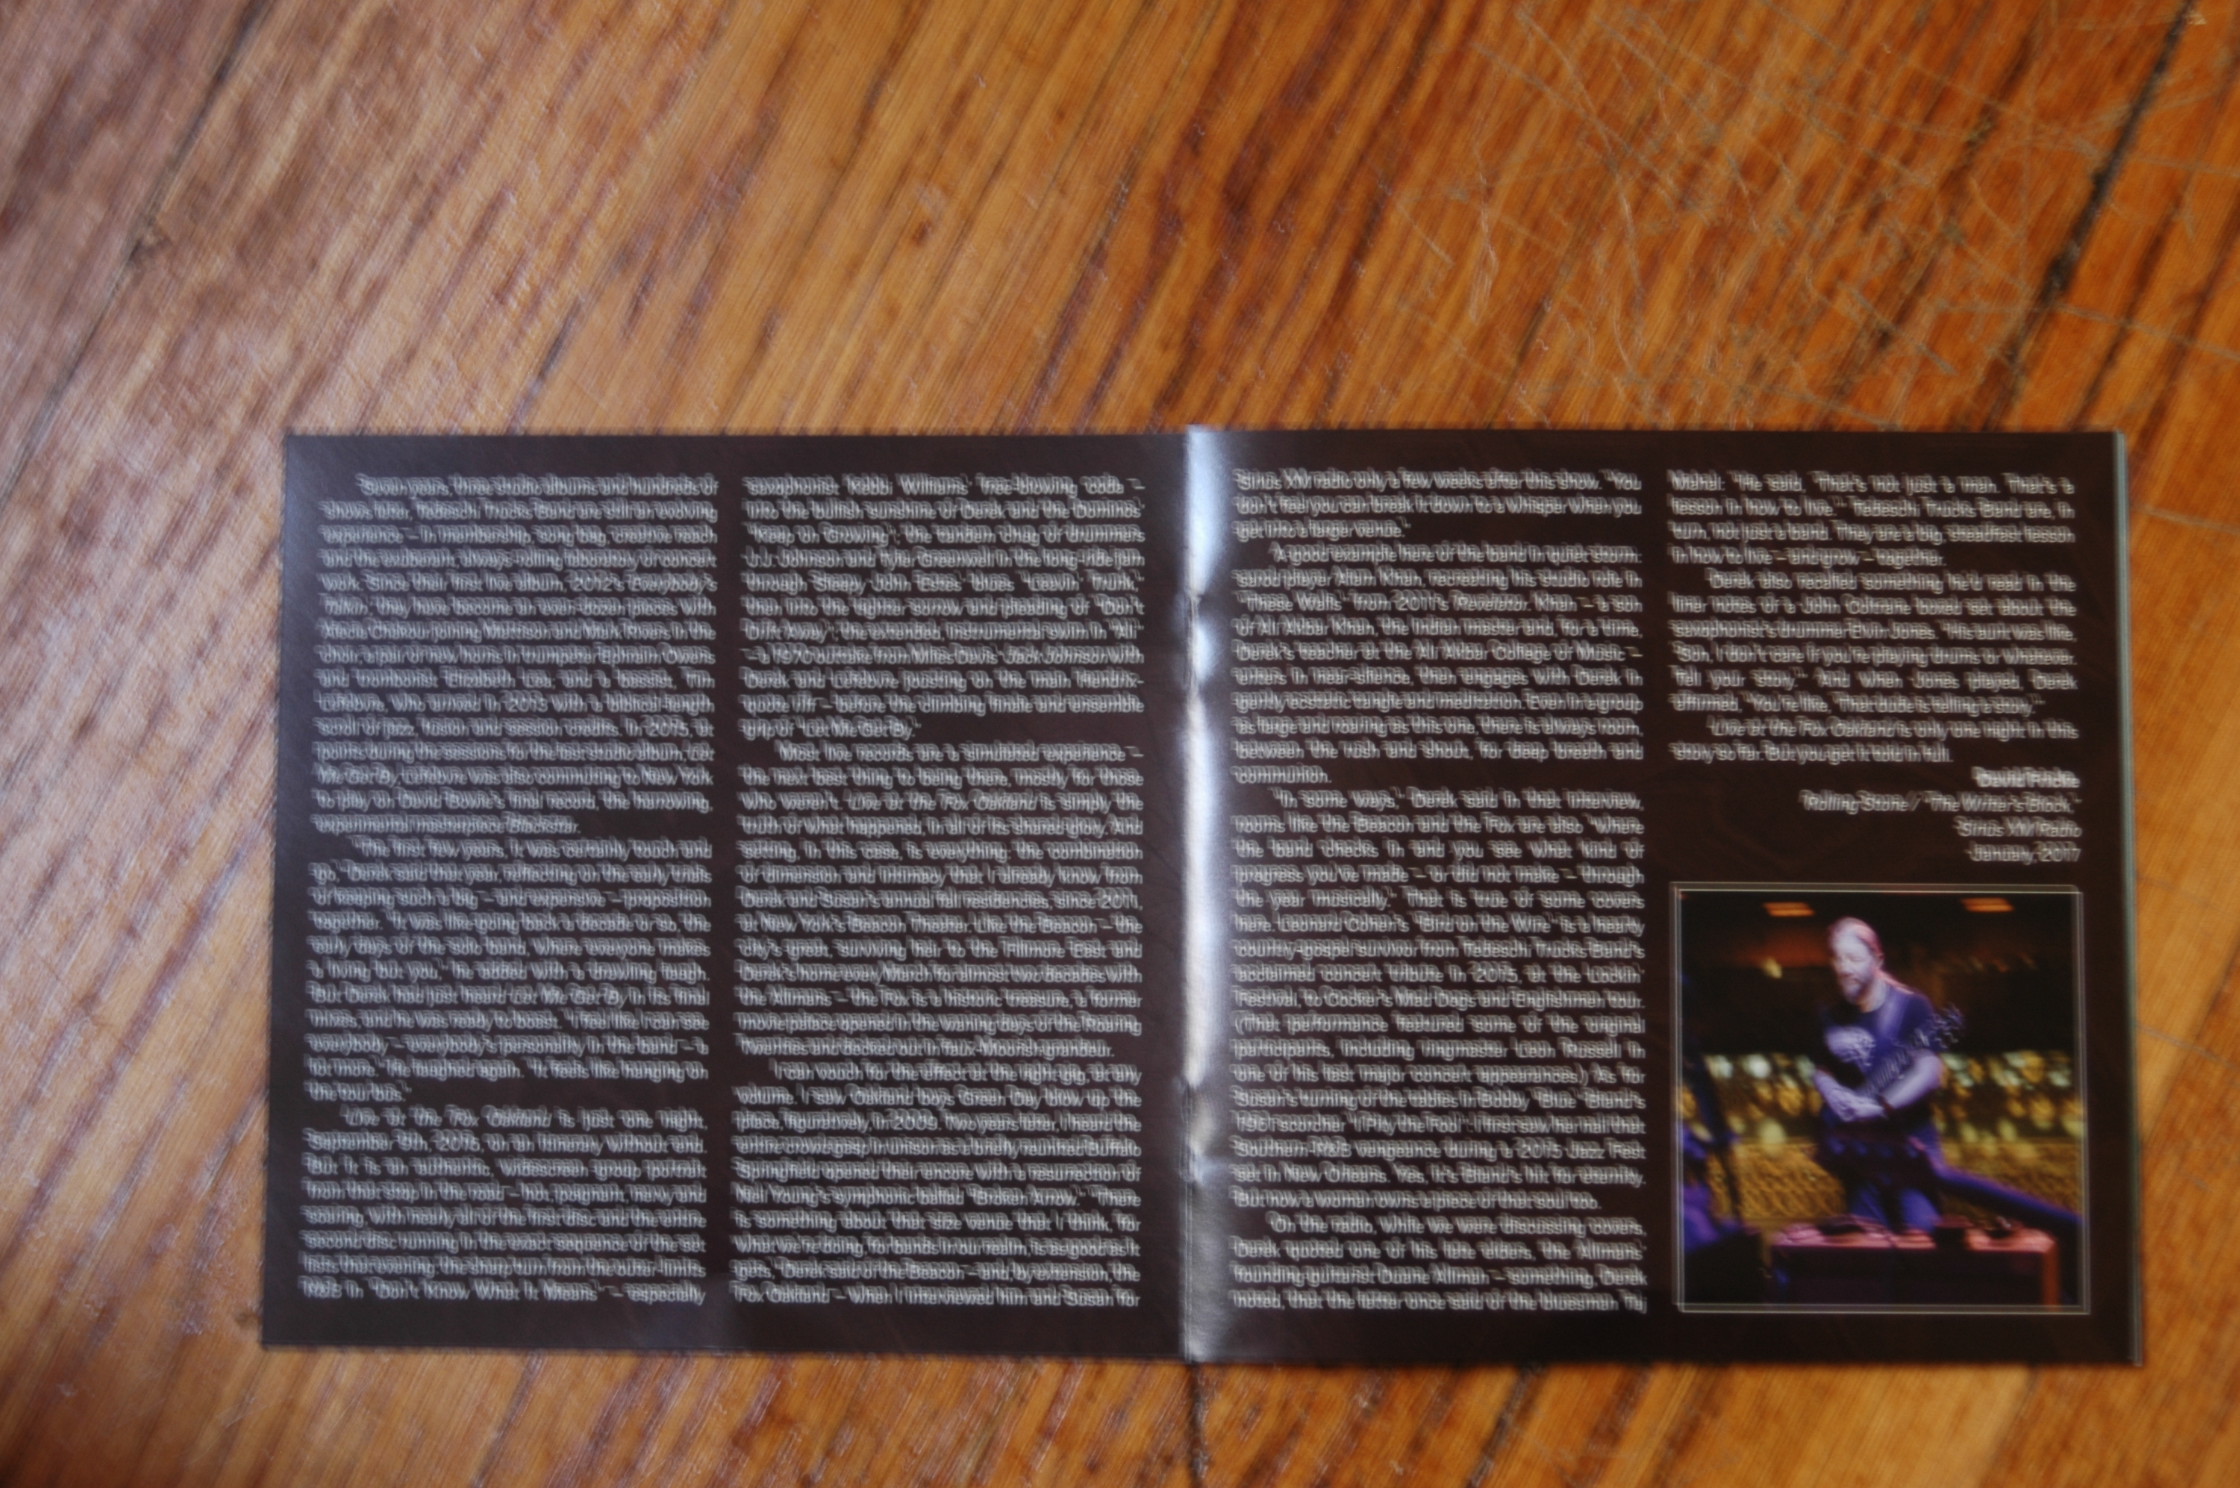 Seven years, three studio albums and hundreds of
shows later, Tedeschi Trucks Band are still an evolving
experience – in membership, song bag, creative reach
and the exuberant, always-rolling laboratory of concert
work. Since their first live album, 2012's Everybody's
Talkin', they have become an even-dozen pieces with
Alecia Chakour joining Mattison and Mark Rivers in the
choir, a pair of new horns in trumpeter Ephraim Owens
and trombonist Elizabeth Lea, and a bassist, Tim
Lefebvre, who arrived in 2013 with a biblical-length
scroll of jazz, fusion and session credits. In 2015, at
points during the sessions for the last studio album, Let
Me Get By, Lefebvre was also commuting to New York
to play on David Bowie's final record, the harrowing,
experimental masterpiece Blackstar.
"The first few years, it was certainly touch and
go," Derek said that year, reflecting on the early trials
of keeping such a big – and expensive – proposition
together. "It was like going back a decade or so, the
early days of the solo band, where everyone makes
a living but you," he added with a drawling laugh.
But Derek had just heard Let Me Get By in its final
mixes, and he was ready to boast. "I feel like I can see
everybody – everybody's personality in the band – a
lot more." He laughed again. "It feels like hanging on
the tour bus."
Live at the Fox Oakland is just one night,
September 9th, 2016, on an itinerary without end.
But it is an authentic, widescreen group portrait
from that stop in the road – hot, poignant, heavy and
soaring, with nearly all of the first disc and the entire
second disc running in the exact sequence of the set
lists that evening: the sharp turn from the outer-limits
R&B in "Don't Know What It Means" – especially
saxophonist Kebbi Williams' free-blowing coda –
into the bullish sunshine of Derek and the Dominos'
"Keep on Growing"; the tandem chug of drummers
J.J. Johnson and Tyler Greenwell in the long-ride jam
through Sleepy John Estes' blues "Leavin' Trunk,"
then into the tighter sorrow and pleading of "Don't
Drift Away"; the extended, instrumental swim in "Ali"
– a 1970 outtake from Miles Davis' Jack Johnson with
Derek and Lefebvre jousting on the main Hendrix-
quote riff – before the climbing finale and ensemble
grip of "Let Me Get By."
Most live records are a simulated experience –
the next best thing to being there, mostly for those
who weren't. Live at the Fox Oakland is simply the
truth of what happened, in all of its shared glory. And
setting, in this case, is everything: the combination
of dimension and intimacy that I already know from
Derek and Susan's annual fall residencies, since 2011,
at New York's Beacon Theater. Like the Beacon – the
city's great, surviving heir to the Fillmore East and
Derek's home every March for almost two decades with
the Allmans – the Fox is a historic treasure, a former
movie palace opened in the waning days of the Roaring
Twenties and decked out in faux-Moorish grandeur.
I can vouch for the effect at the right gig, at any
volume. I saw Oakland boys Green Day blow up the
place, figuratively, in 2009. Two years later, I heard the
entire crowd gasp in unison as a briefly reunited Buffalo
Springfield opened their encore with a resurrection of
Neil Young's symphonic ballad "Broken Arrow." "There
is something about that size venue that I think, for
what we're doing, for bands in our realm, is as good as it
gets," Derek said of the Beacon – and, by extension, the
Fox Oakland – when I interviewed him and Susan for
Sirius XM radio only a few weeks after this show. "You
don't feel you can break it down to a whisper when you
get into a larger venue."
A good example here of the band in quiet storm:
sarod player Alam Khan, recreating his studio role in
"These Walls" from 2011's Revelator. Khan – a son
of Ali Akbar Khan, the Indian master and, for a time,
Derek's teacher at the Ali Akbar College of Music –
enters in near-silence, then engages with Derek in
gently ecstatic tangle and meditation. Even in a group
as large and roaring as this one, there is always room,
between the rush and shout, for deep breath and
communion.
"In some ways," Derek said in that interview,
rooms like the Beacon and the Fox are also "where
the band checks in and you see what kind of
progress you've made – or did not make – through
the year musically." That is true of some covers
here. Leonard Cohen's "Bird on the Wire" is a hearty
country-gospel survivor from Tedeschi Trucks Band's
acclaimed concert tribute in 2015, at the Lockin'
Festival, to Cocker's Mad Dogs and Englishmen tour.
(That performance featured some of the original
participants, including ringmaster Leon Russell in
one of his last major concert appearances.) As for
Susan's turning of the tables in Bobby "Blue" Bland's
1961 scorcher "I Pity the Fool": I first saw her nail that
Southern-R&B vengeance during a 2015 Jazz Fest
set in New Orleans. Yes, it's Bland's hit for eternity.
But now a woman owns a piece of that soul too.
On the radio, while we were discussing covers,
Derek quoted one of his late elders, the Allmans'
founding guitarist Duane Allman – something, Derek
noted, that the latter once said of the bluesman Taj
Mahal: "He said, 'That's not just a man. That's a
lesson in how to live.'" Tedeschi Trucks Band are, in
turn, not just a band. They are a big, steadfast lesson
in how to live – and grow – together.
Derek also recalled something he'd read in the
liner notes of a John Coltrane boxed set about the
saxophonist's drummer Elvin Jones. "His aunt was like,
'Son, I don't care if you're playing drums or whatever.
Tell your story.'" And when Jones played, Derek
affirmed, "You're like, 'That dude is telling a story.'"
Live at the Fox Oakland is only one night in this
story so far. But you get it told in full.
David Fricke
Rolling Stone / "The Writer's Block,"
Sirius XM Radio
January, 2017